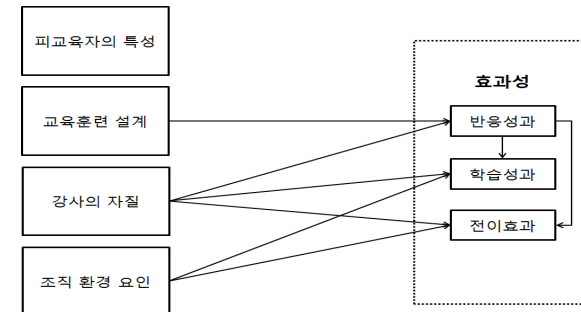 피교육자의 특성
효과성
교육훈련 설계
반응성과
강사의 자질
학습성과
전이효과
조직 환경 요인